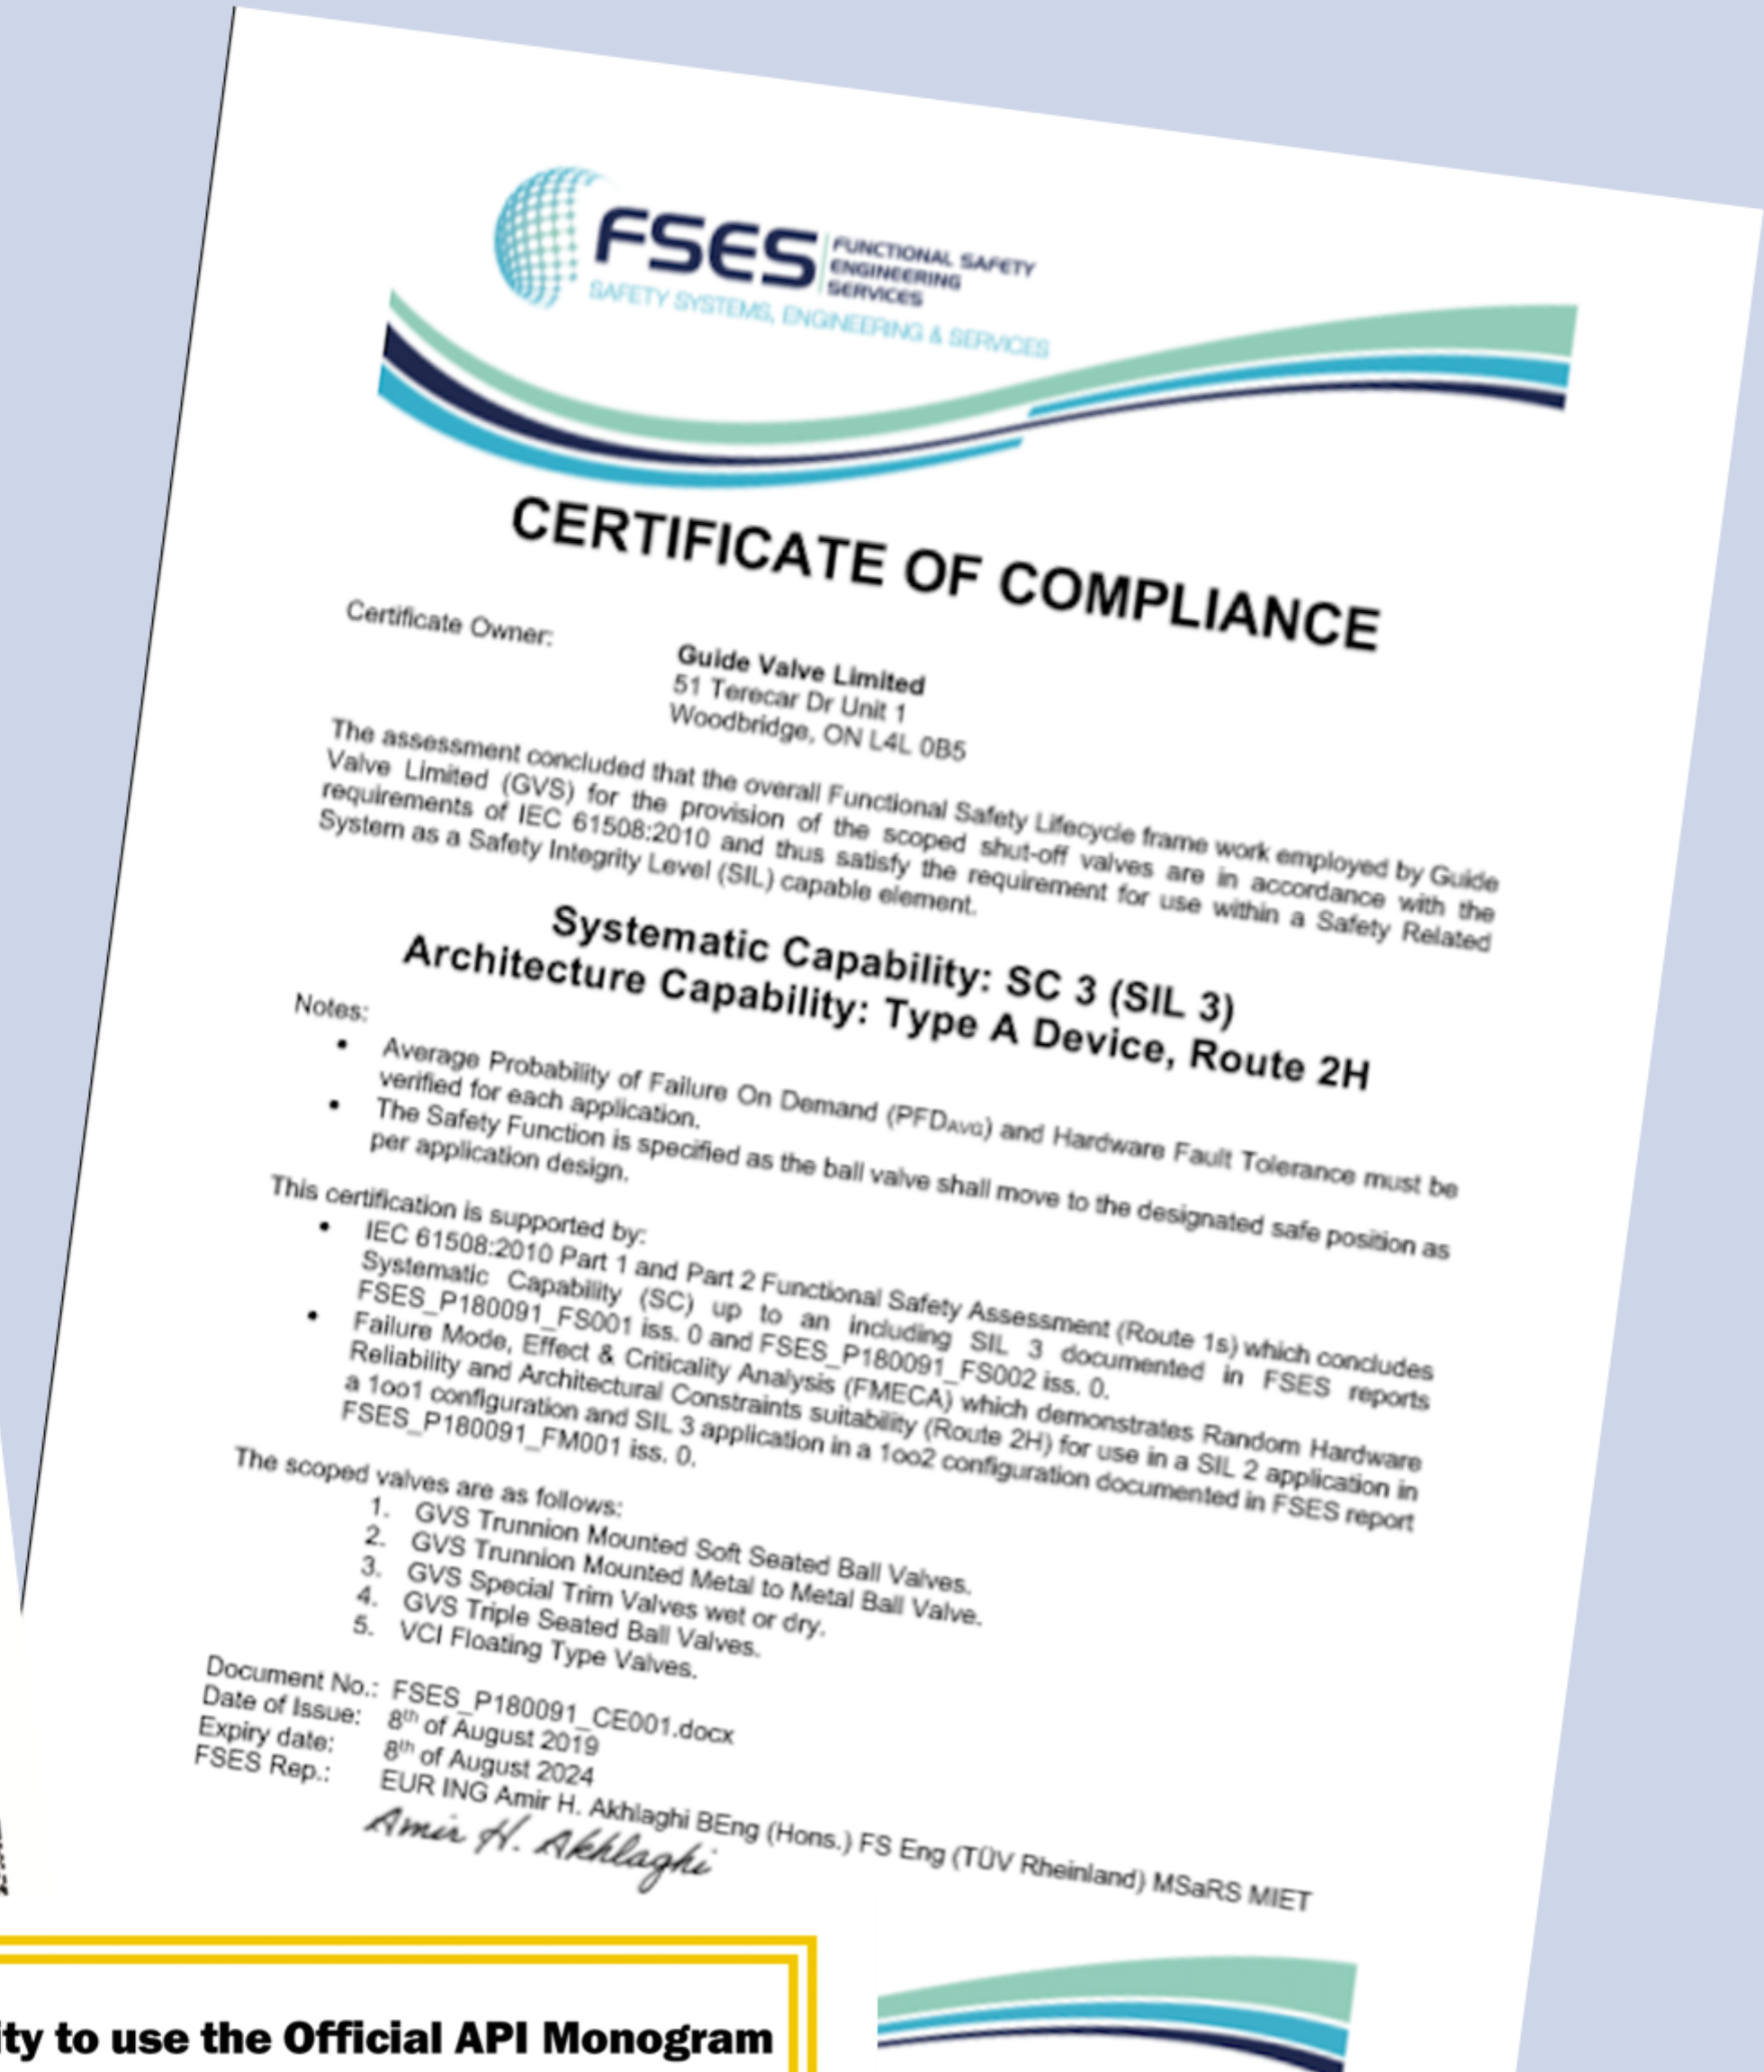 FSES
FUNCTIONAL SAFETY
ENGINEERING
SERVICES
SAFETY SYSTEMS, ENGINEERING & SERVICES
CERTIFICATE OF COMPLIANCE
Certificate Owner:
Guide Valve Limited
51 Terecar Dr Unit 1
Woodbridge, ON L4L 0B5
The assessment concluded that the overall Functional Safety Lifecycle frame work employed by Guide
Valve Limited (GVS) for the provision of the scoped shut-off valves are in accordance with the
requirements of IEC 61508:2010 and thus satisfy the requirement for use within a Safety Related
System as a Safety Integrity Level (SIL) capable element.
Systematic Capability: SC 3 (SIL 3)
Architecture Capability: Type A Device, Route 2H
Notes:
• Average Probability of Failure On Demand (PFDAVG) and Hardware Fault Tolerance must be
verified for each application.
• The Safety Function is specified as the ball valve shall move to the designated safe position as
per application design.
This certification is supported by:
• IEC 61508:2010 Part 1 and Part 2 Functional Safety Assessment (Route 1s) which concludes
Systematic Capability (SC) up to an including SIL 3 documented in FSES reports
FSES_P180091_FS001 iss. 0 and FSES_P180091_FS002 iss. 0.
• Failure Mode, Effect & Criticality Analysis (FMECA) which demonstrates Random Hardware
Reliability and Architectural Constraints suitability (Route 2H) for use in a SIL 2 application in
a 1oo1 configuration and SIL 3 application in a 1oo2 configuration documented in FSES report
FSES_P180091_FM001 iss. 0.
The scoped valves are as follows:
1. GVS Trunnion Mounted Soft Seated Ball Valves.
2. GVS Trunnion Mounted Metal to Metal Ball Valve.
3. GVS Special Trim Valves wet or dry.
4. GVS Triple Seated Ball Valves.
5. VCI Floating Type Valves.
Document No.: FSES_P180091_CE001.docx
Date of Issue: 8th of August 2019
Expiry date: 8th of August 2024
FSES Rep.: EUR ING Amir H. Akhlaghi BEng (Hons.) FS Eng (TÜV Rheinland) MSaRS MIET
Amir H. Akhlaghi
ity to use the Official API Monogram